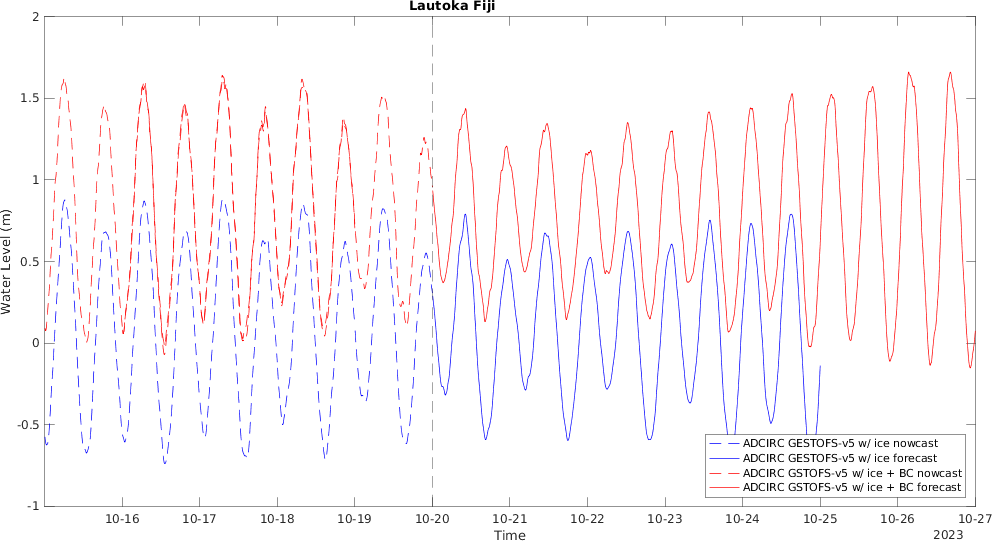 Lautoka Fiji
2
1.5
1
0.5
0
-0.5
-1
Water Level (m)
ADCIRC GESTOFS-v5 w/ ice nowcast
ADCIRC GESTOFS-v5 w/ ice forecast
ADCIRC GSTOFS-v5 w/ ice + BC nowcast
ADCIRC GSTOFS-v5 w/ ice + BC forecast
10-16 10-17 10-18 10-19 10-20 10-21 10-22 10-23 10-24 10-25 10-26 10-27
Time
2023